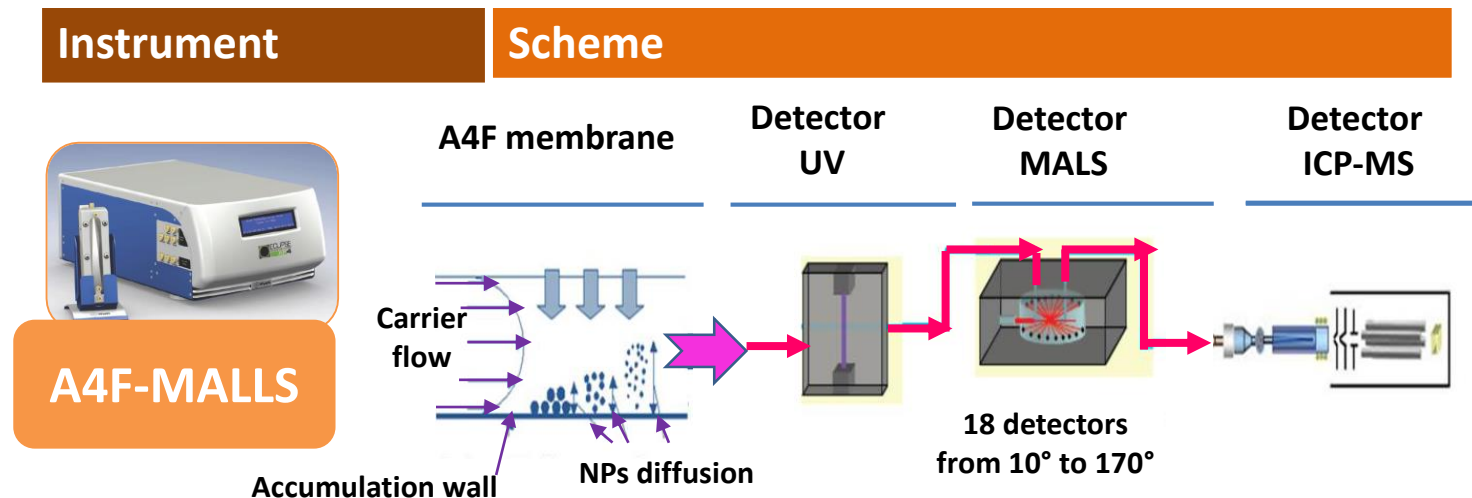 Instrument
Scheme
A4F membrane
Detector
UV
Detector
MALS
Detector
ICP-MS
ECLIPSE
Carrier
flow
A4F-MALLS
Accumulation wall
NPs diffusion
18 detectors
from 10° to 170°